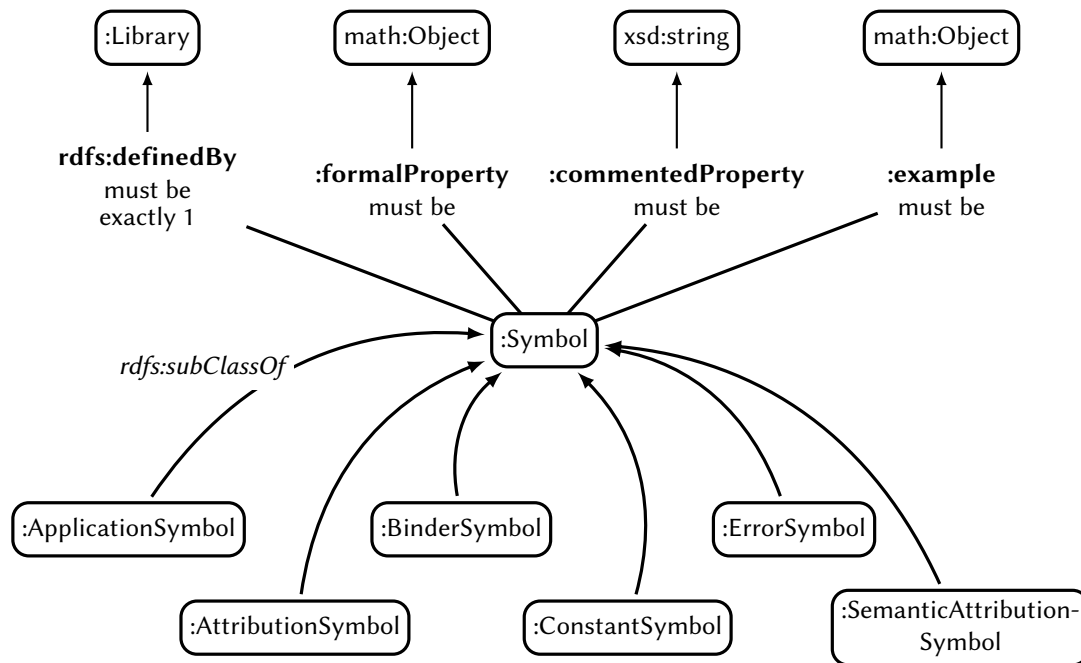 :Library
math:Object
xsd:string
math:Object
rdfs:definedBy
must be
exactly 1
:formalProperty
must be
:commentedProperty
must be
:example
must be
:Symbol
rdfs:subClassOf
:ApplicationSymbol
:BinderSymbol
:ErrorSymbol
:AttributionSymbol
:ConstantSymbol
:SemanticAttribution-
Symbol